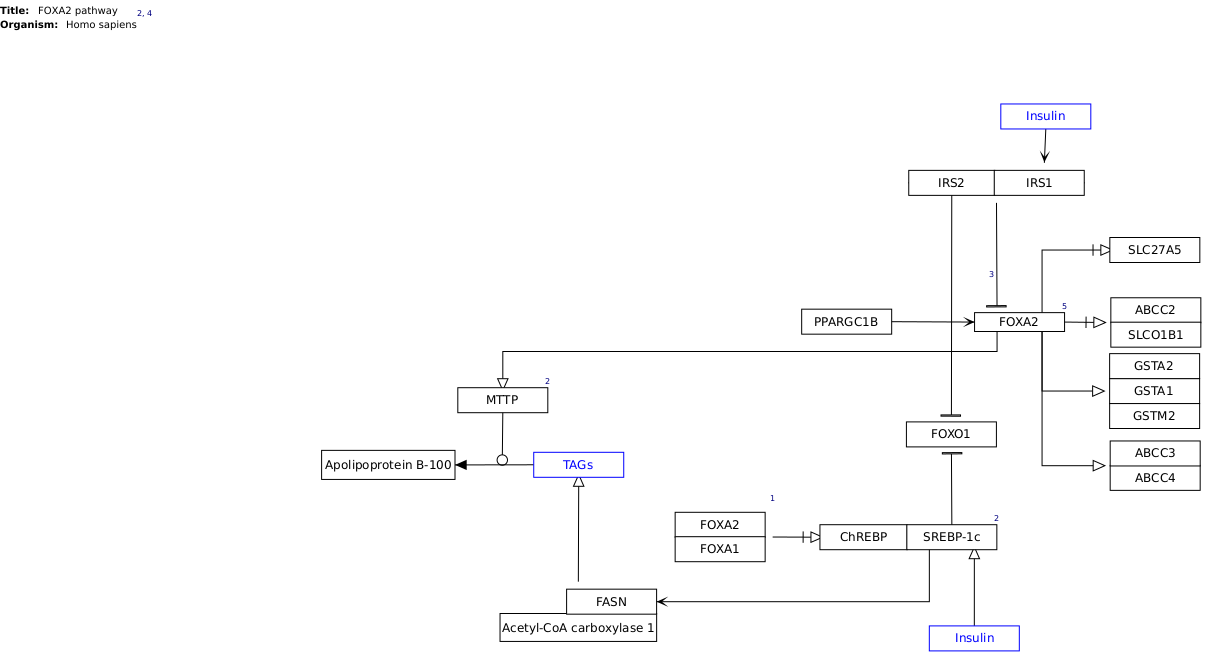 Title: FOXA2 pathway 2, 4
Organism: Homo sapiens
Insulin
IRS2 IRS1
SLC27A5
3
5
ABCC2
PPARGC1B FOXA2
SLCO1B1
GSTA2
2
GSTA1
MTTP
GSTM2
FOXO1
ABCC3
Apolipoprotein B-100 TAGs
ABCC4
1
2
FOXA2
ChREBP SREBP-1c
FOXA1
FASN
Acetyl-CoA carboxylase 1
Insulin